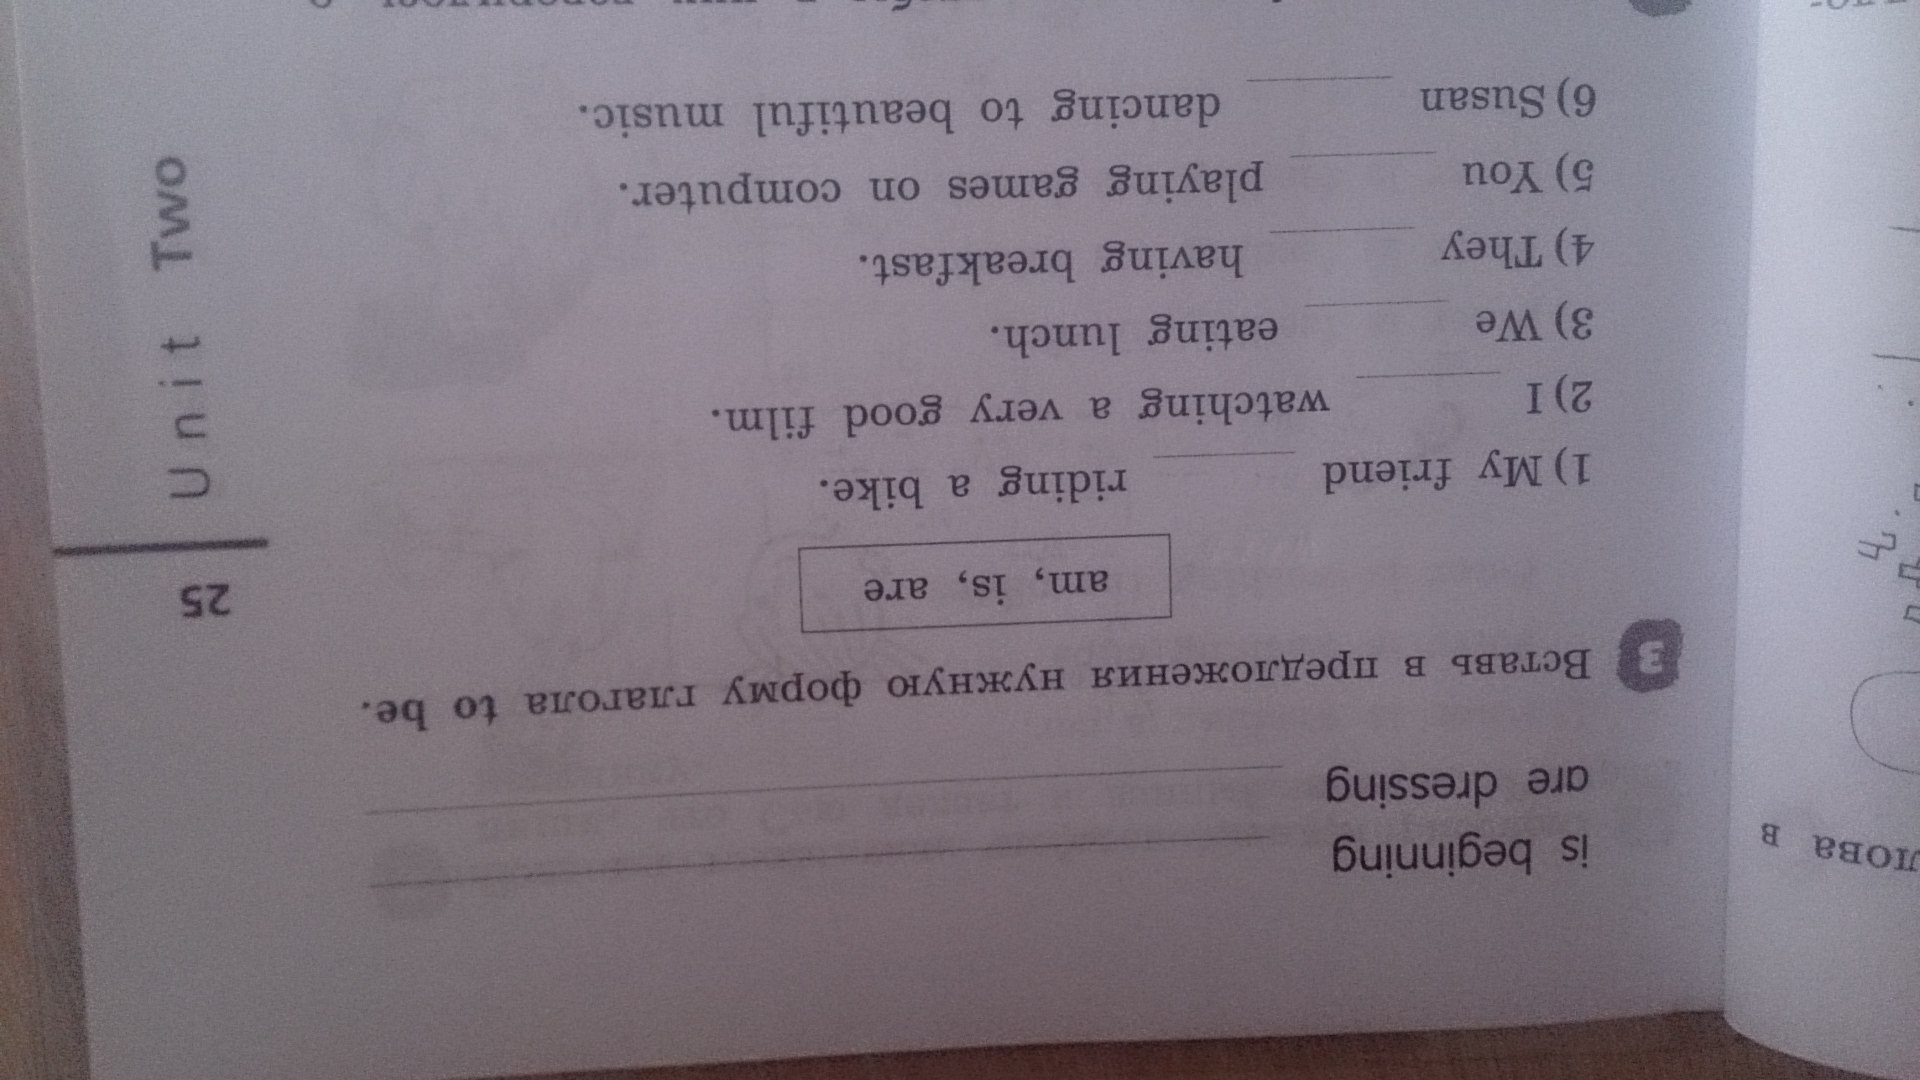 is beginning
are dressing
3 Вставь в предложения нужную форму глагола to be.
am, is, are
1) My friend riding a bike.
2) I watching a very good film.
3) We eating lunch.
4) They having breakfast.
5) You playing games on computer.
6) Susan dancing to beautiful music.
25
Unit Two
лова в